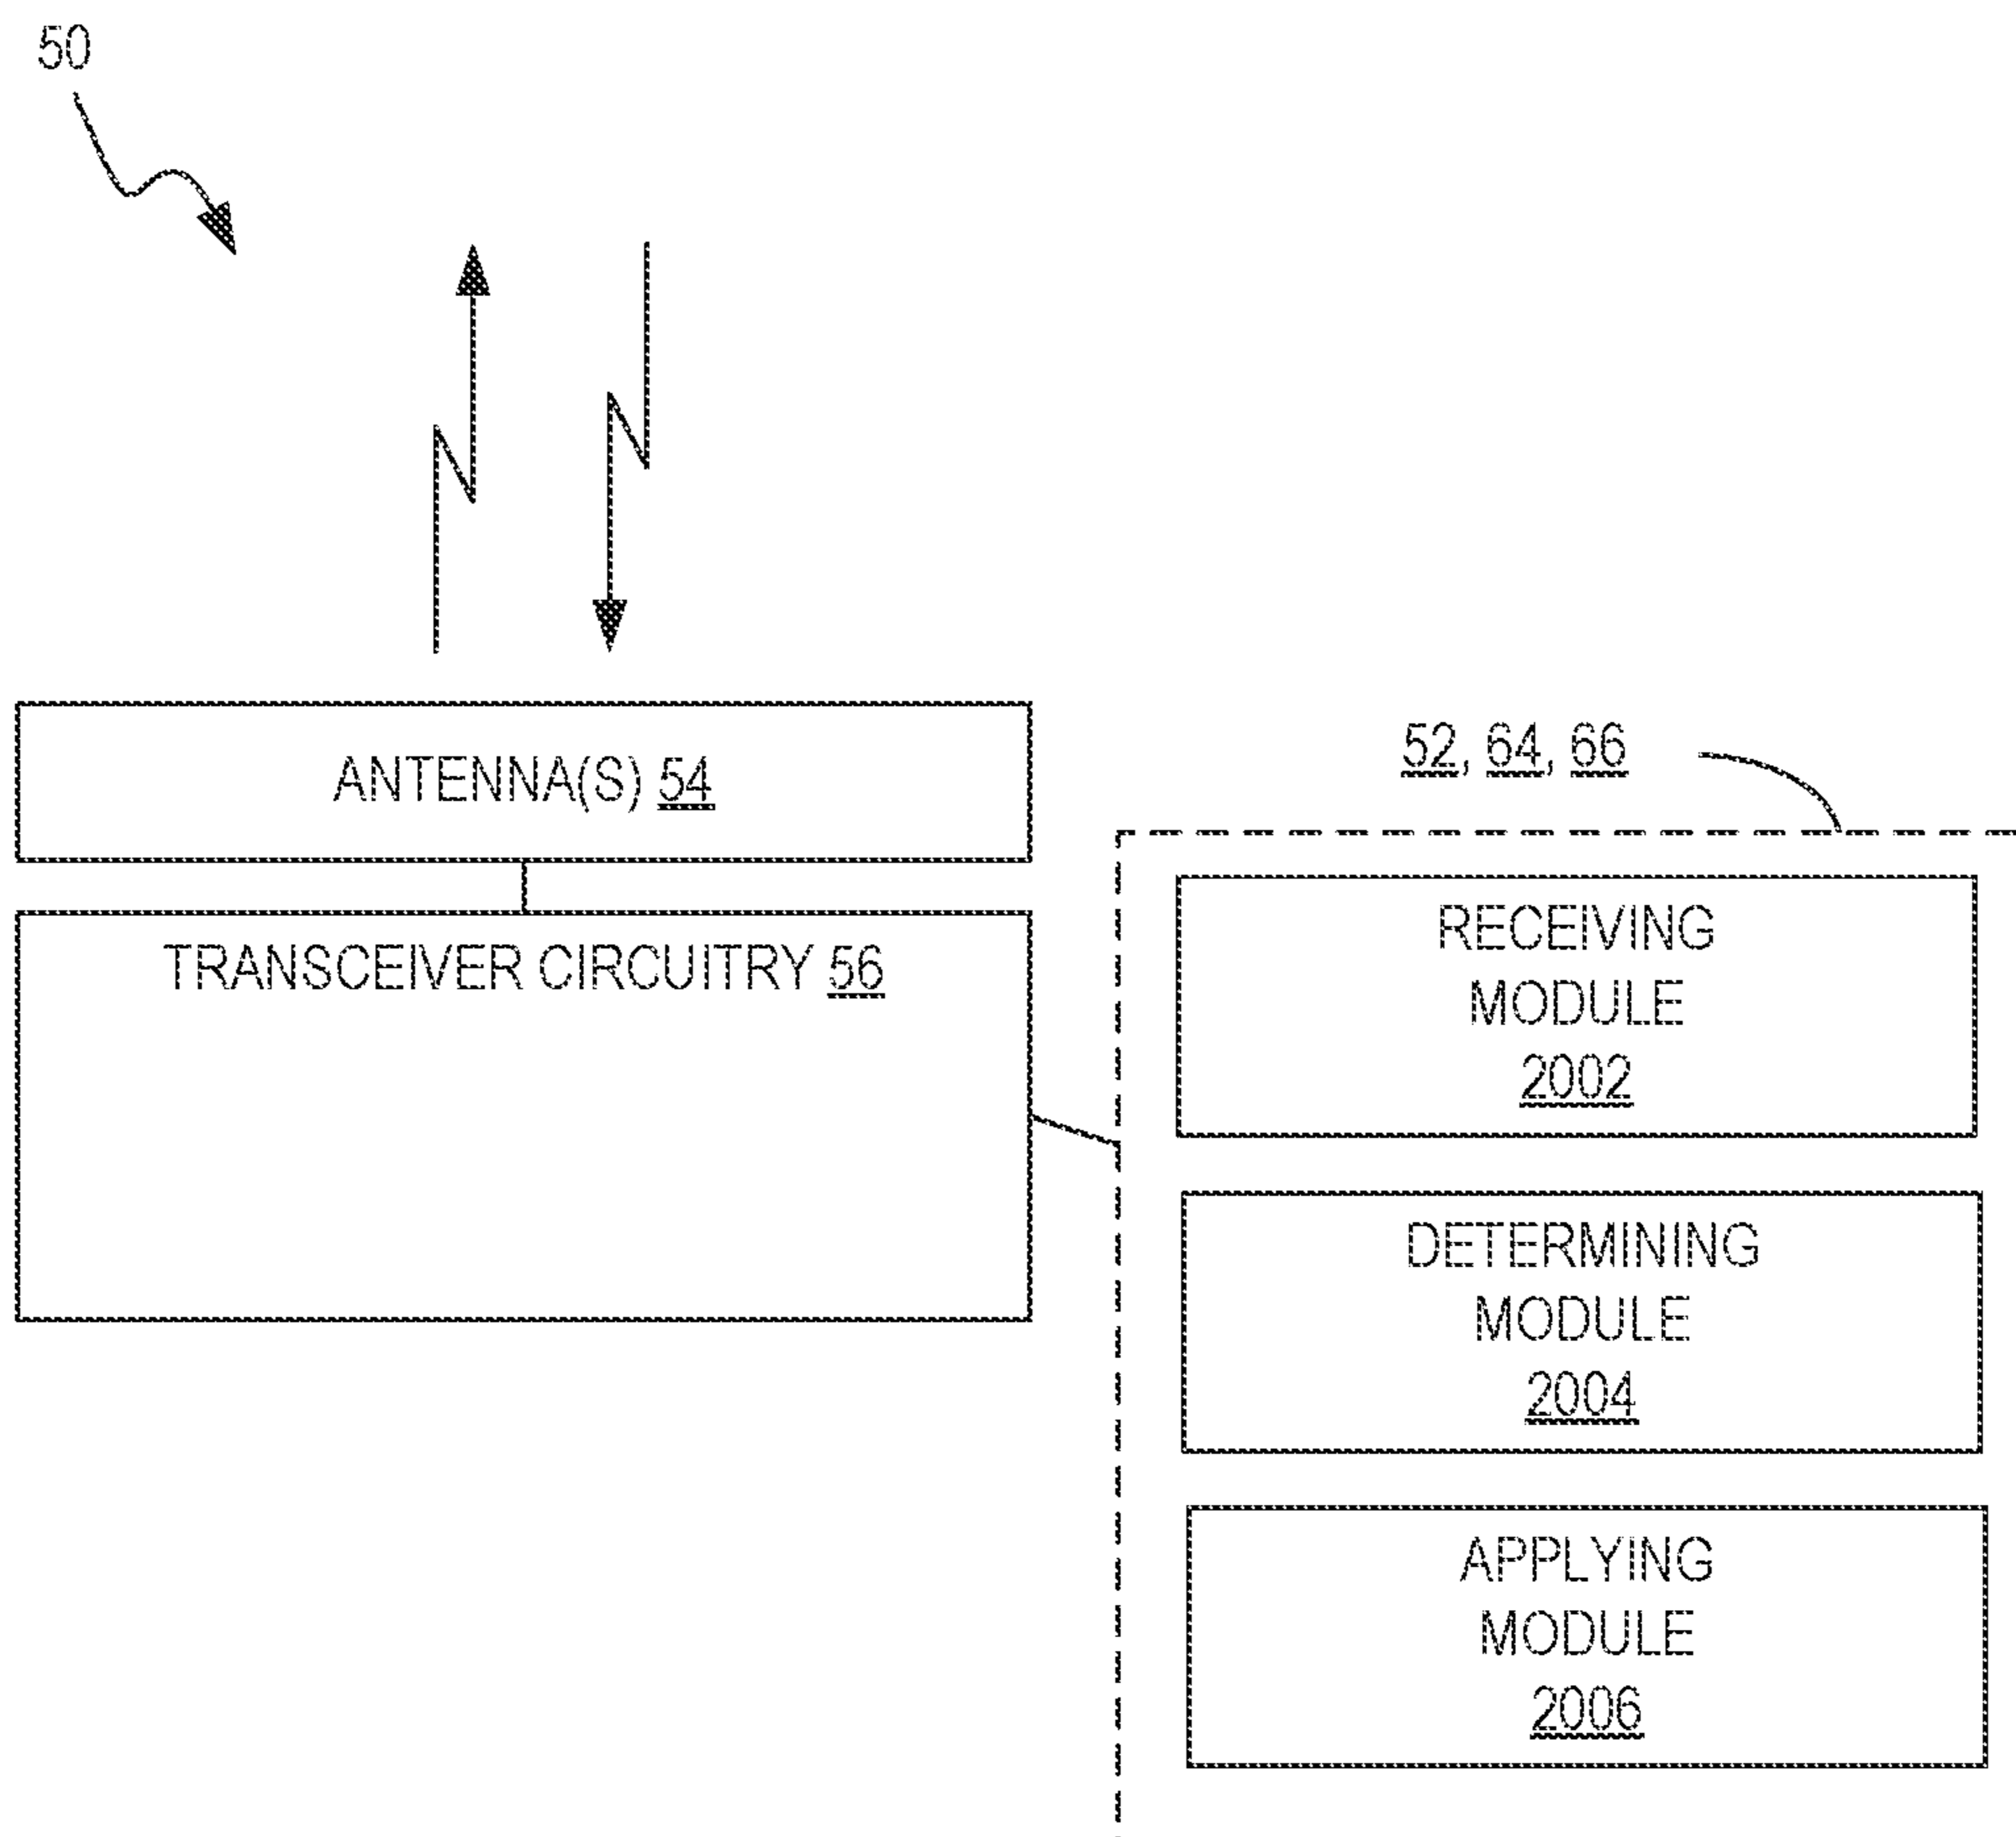 50
ANTENNA(S) 54
52, 64, 66
TRANSCEIVER CIRCUITRY 56
RECEIVING
MODULE
2002
DETERMINING
MODULE
2004
APPLYING
MODULE
2006